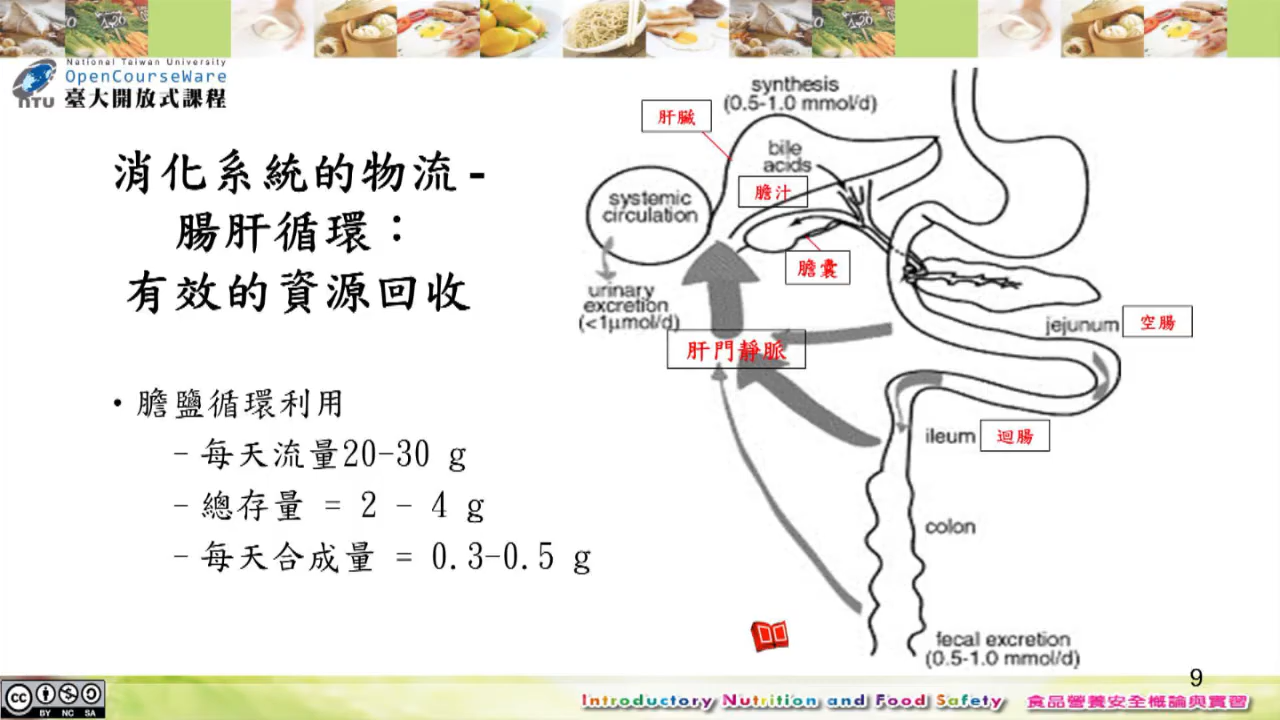 National Taiwan University
OpenCourseWare
NTU 臺大開放式課程
消化系統的物流 -
腸肝循環：
有效的資源回收
• 膽鹽循環利用
- 每天流量20-30 g
- 總存量 = 2 - 4 g
- 每天合成量 = 0.3-0.5 g
synthesis
(0.5-1.0 mmol/d)
肝臟
bile
acids
膽汁
systemic
circulation
膽囊
urinary
excretion
(<1μmol/d)
肝門靜脈
jejunum 空腸
ileum 迴腸
colon
fecal excretion
(0.5-1.0 mmol/d)
9
cc BY NC SA
Introductory Nutrition and Food Safety 食品營養安全概論與實習